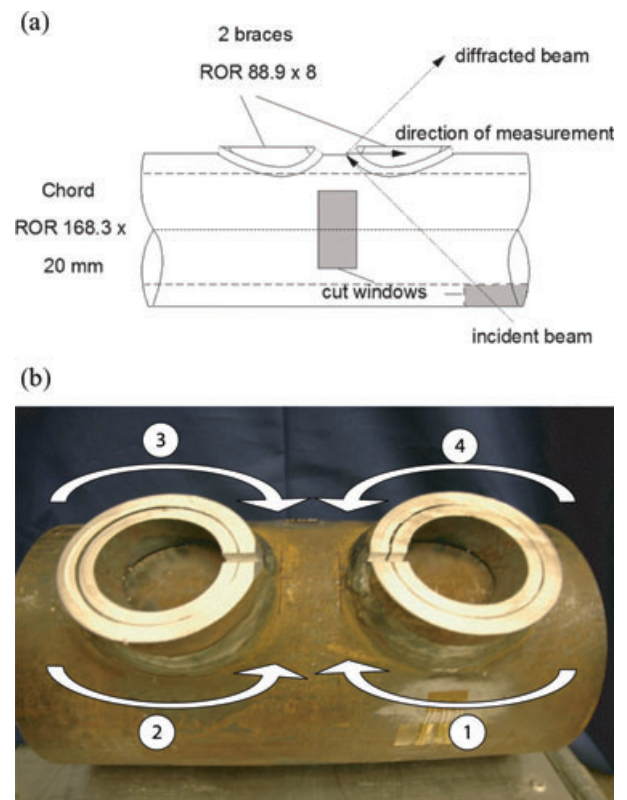 (a)
2 braces
ROR 88.9 x 8
diffracted beam
direction of measurement
Chord
ROR 168.3 x
20 mm
cut windows
incident beam
(b)
3
4
2
1